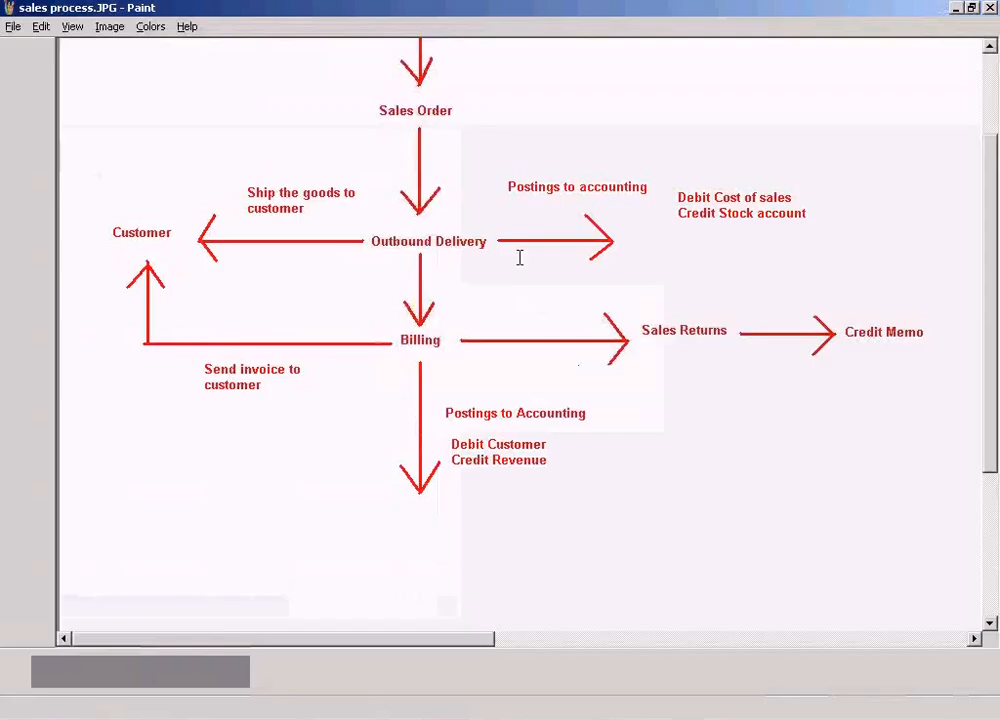 sales process.JPG - Paint
File Edit View Image Colors Help
Sales Order
Ship the goods to
customer
Postings to accounting
Debit Cost of sales
Credit Stock account
Customer
Outbound Delivery
Billing
Sales Returns
Credit Memo
Send invoice to
customer
Postings to Accounting
Debit Customer
Credit Revenue